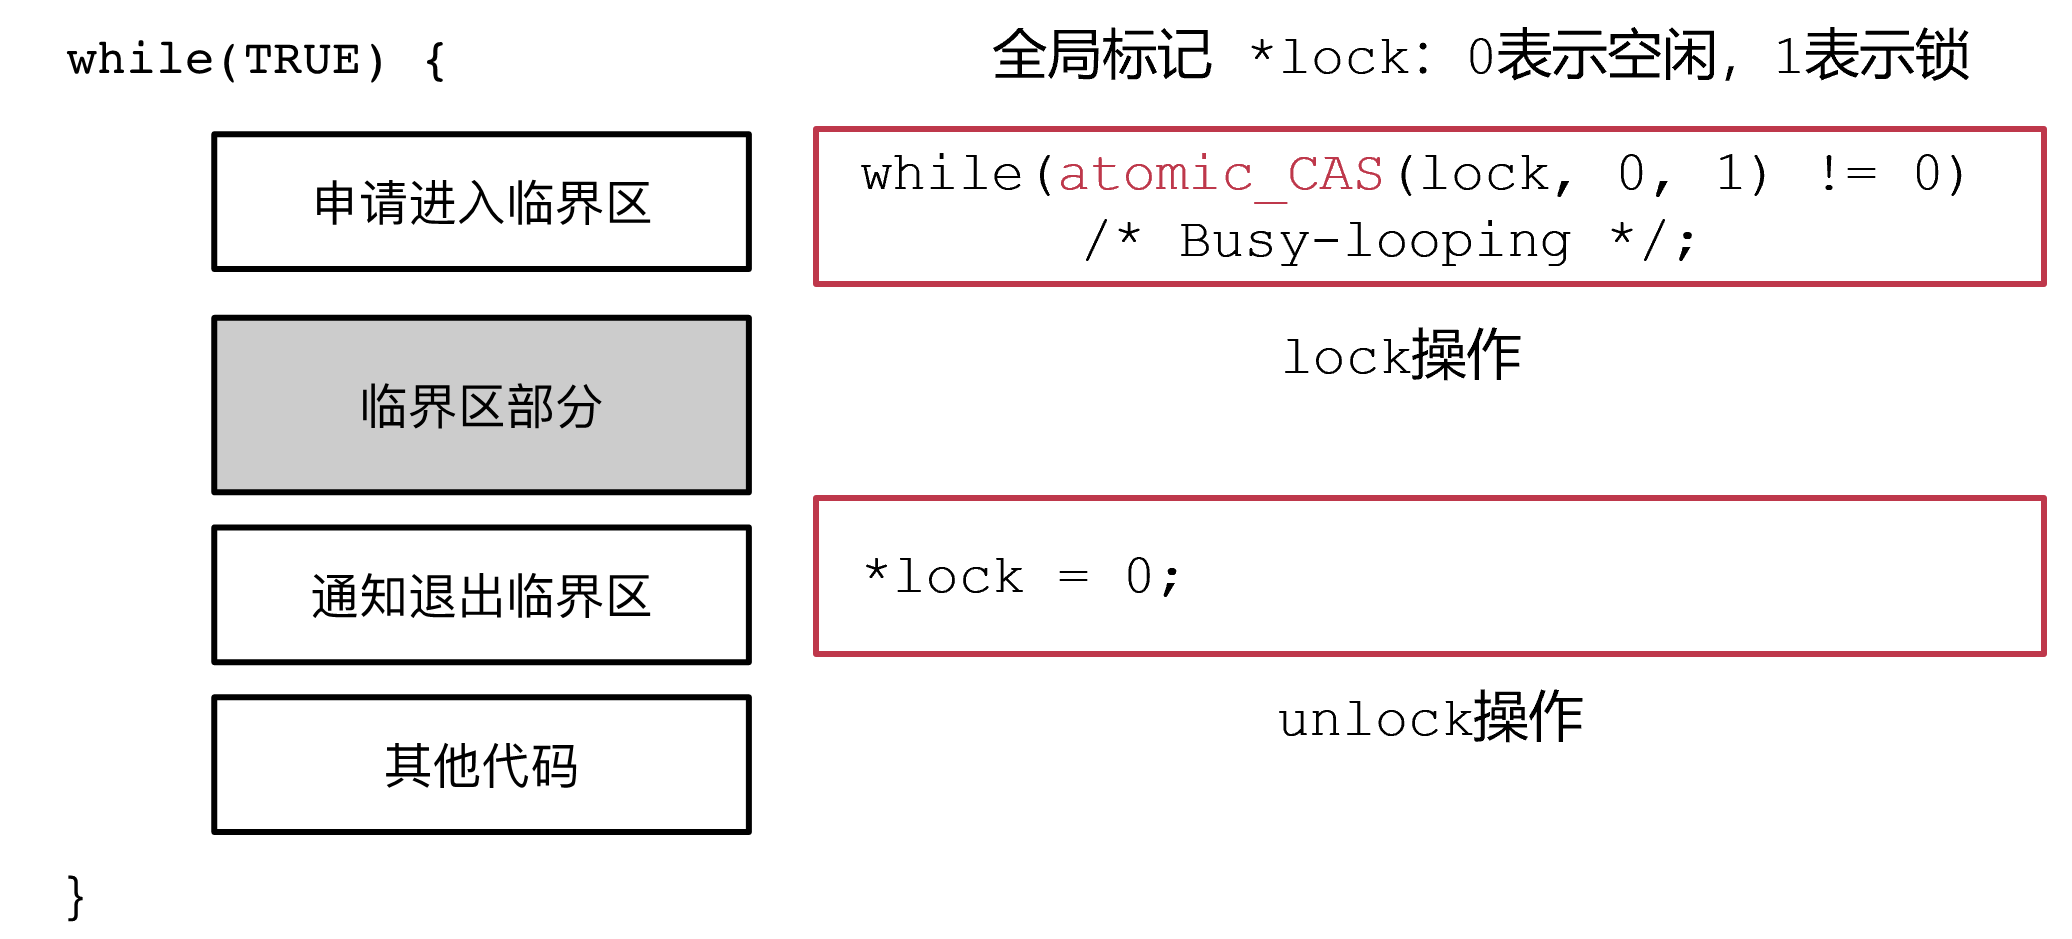 while(TRUE) {
全局标记 *lock: 0表示空闲, 1表示锁
申请进入临界区
while(atomic_CAS(lock, 0, 1) != 0)
/* Busy-looping */;
lock操作
临界区部分
通知退出临界区
*lock = 0;
unlock操作
其他代码
}